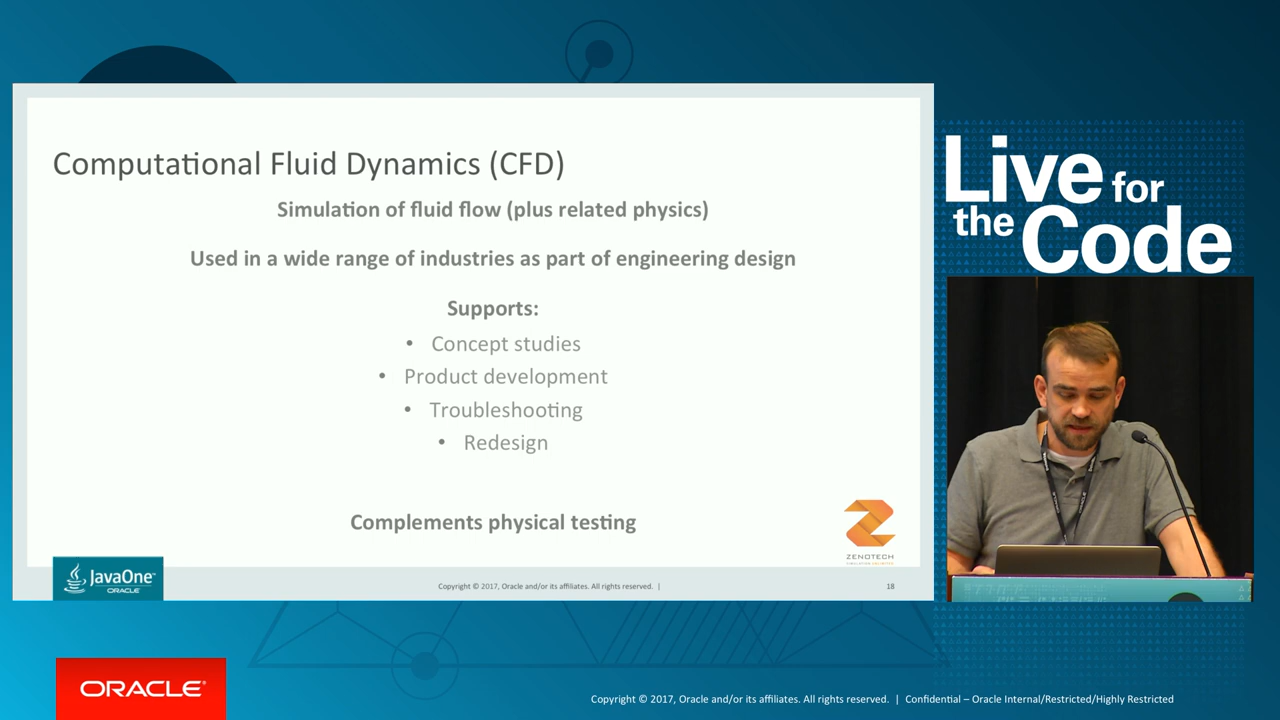 Computational Fluid Dynamics (CFD)
Simulation of fluid flow (plus related physics)
Used in a wide range of industries as part of engineering design
Supports:
• Concept studies
• Product development
• Troubleshooting
• Redesign
Complements physical testing
ZENOTECH
JavaOne™
ORACLE
Copyright © 2017, Oracle and/or its affiliates. All rights reserved. |
18
Live for
the Code
ORACLE®
Copyright © 2017, Oracle and/or its affiliates. All rights reserved. | Confidential – Oracle Internal/Restricted/Highly Restricted